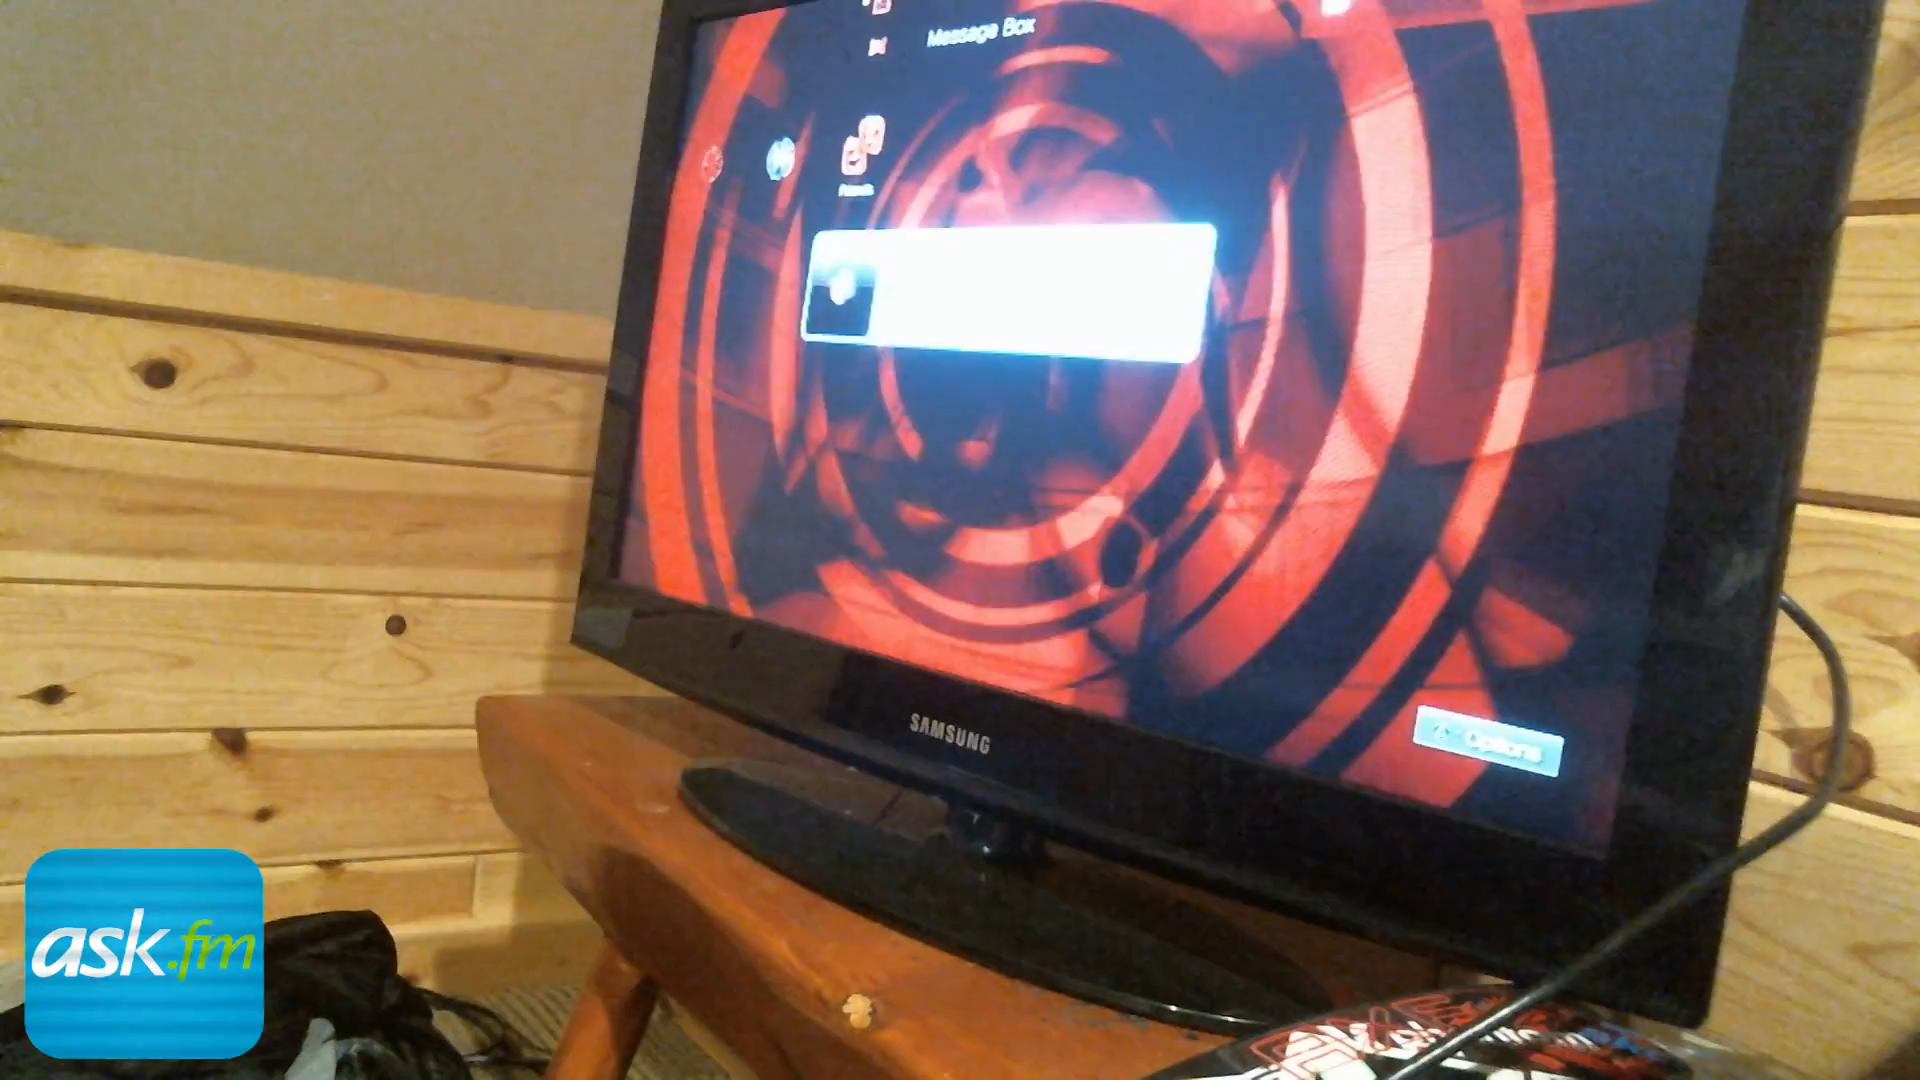 Message Box
Friends
SAMSUNG
Options
ask.fm